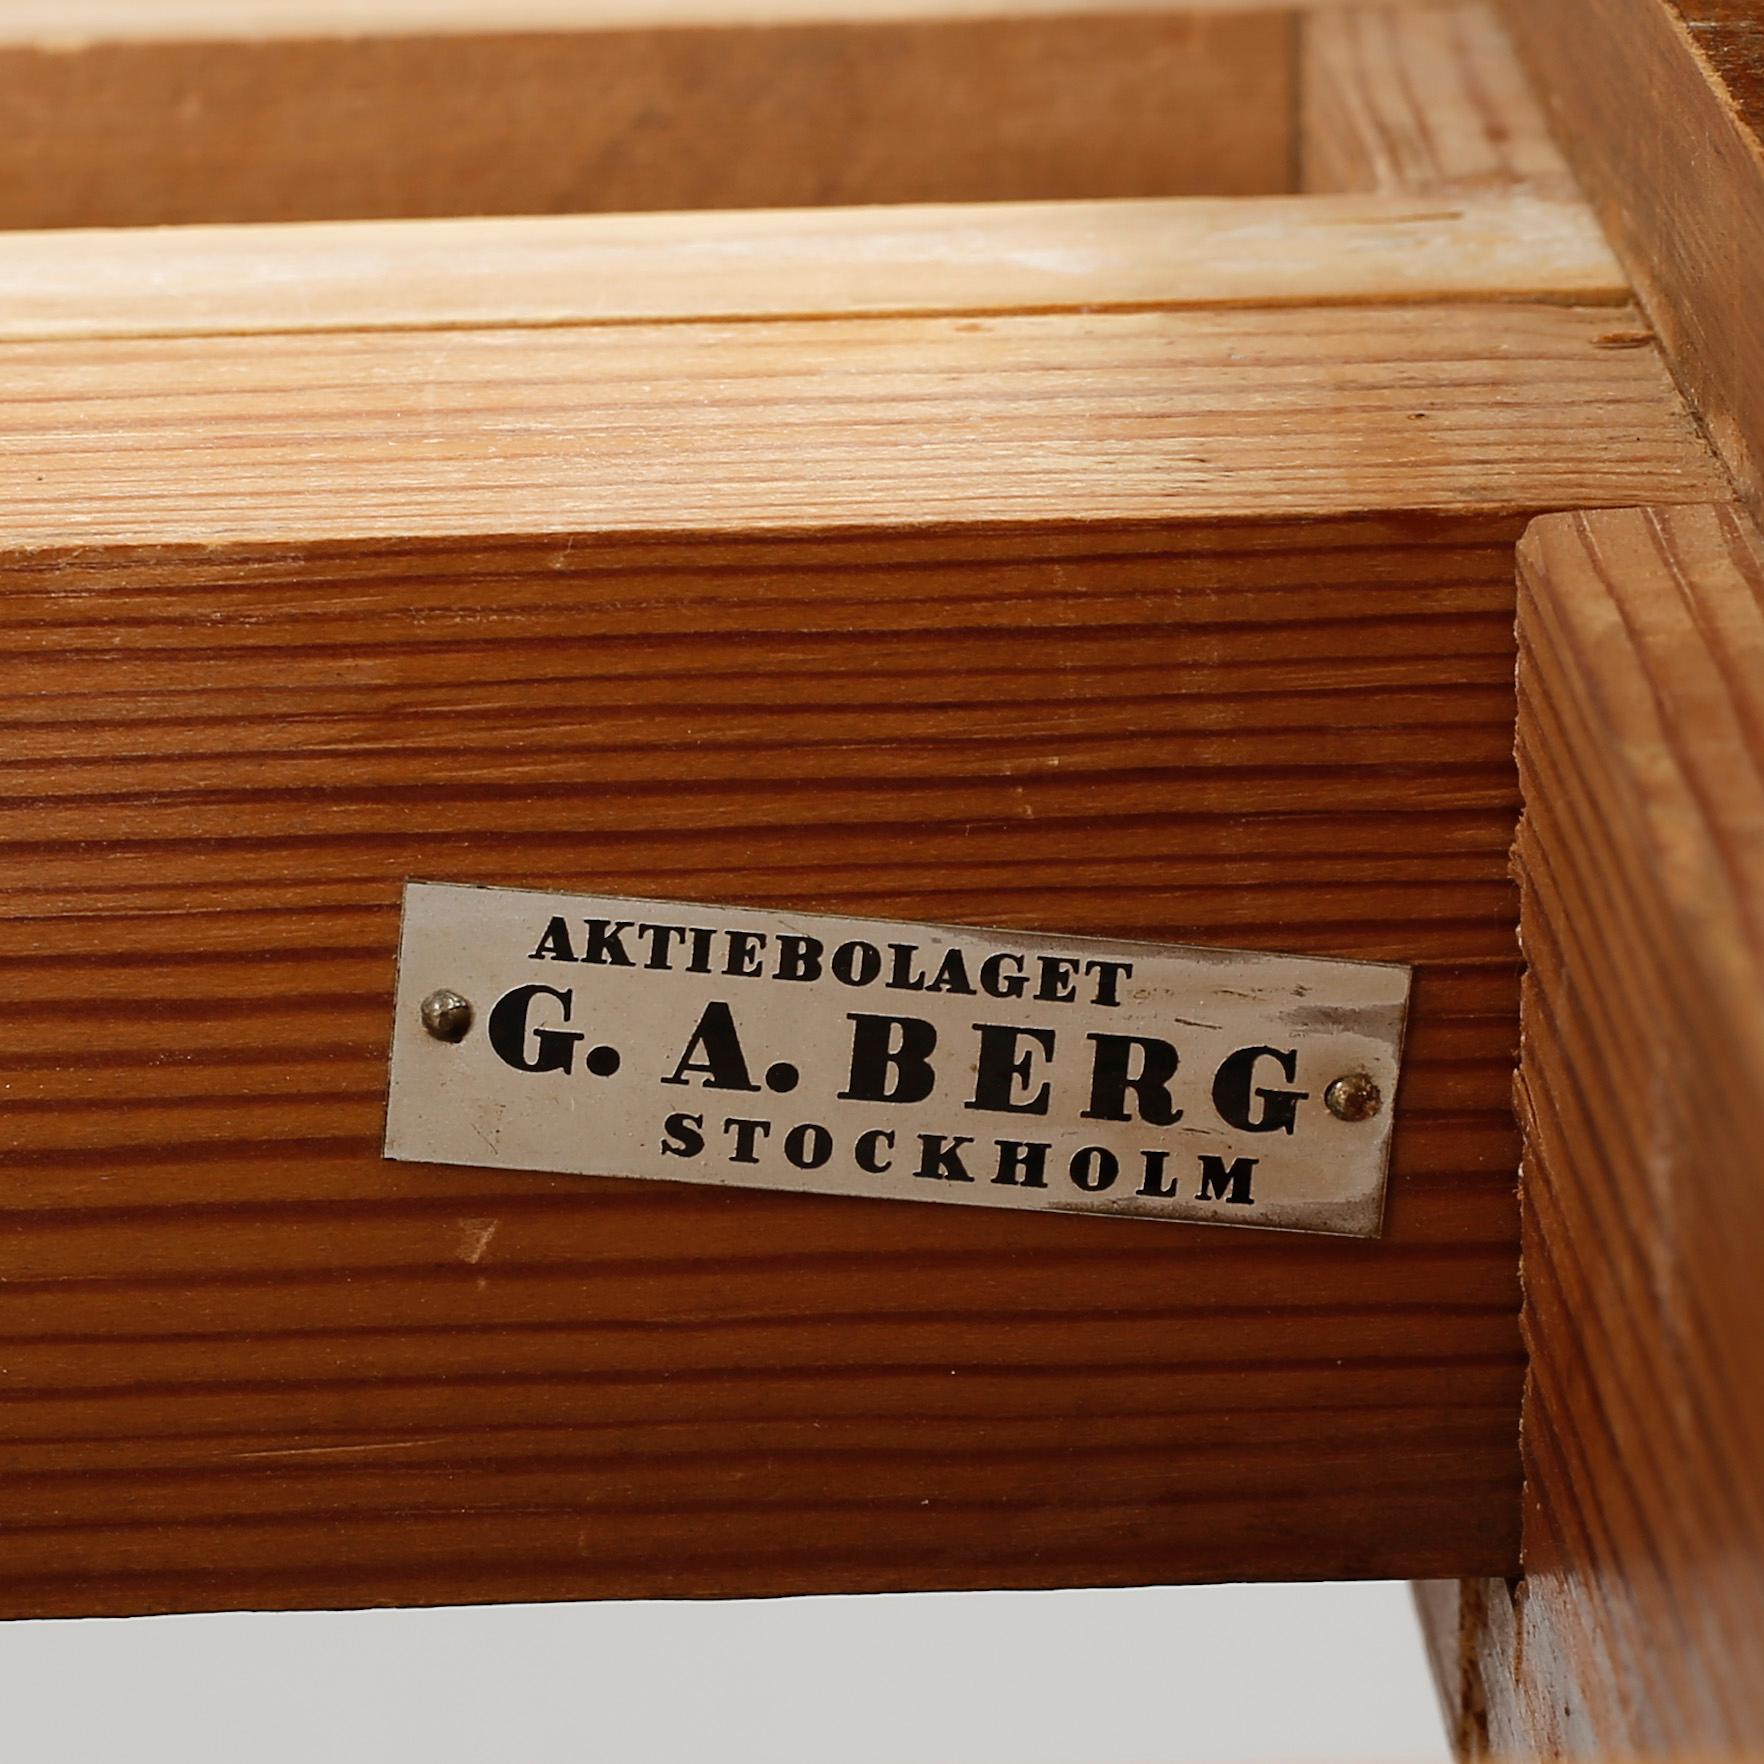 AKTIEBOLAGET
G. A. BERG
STOCKHOLM